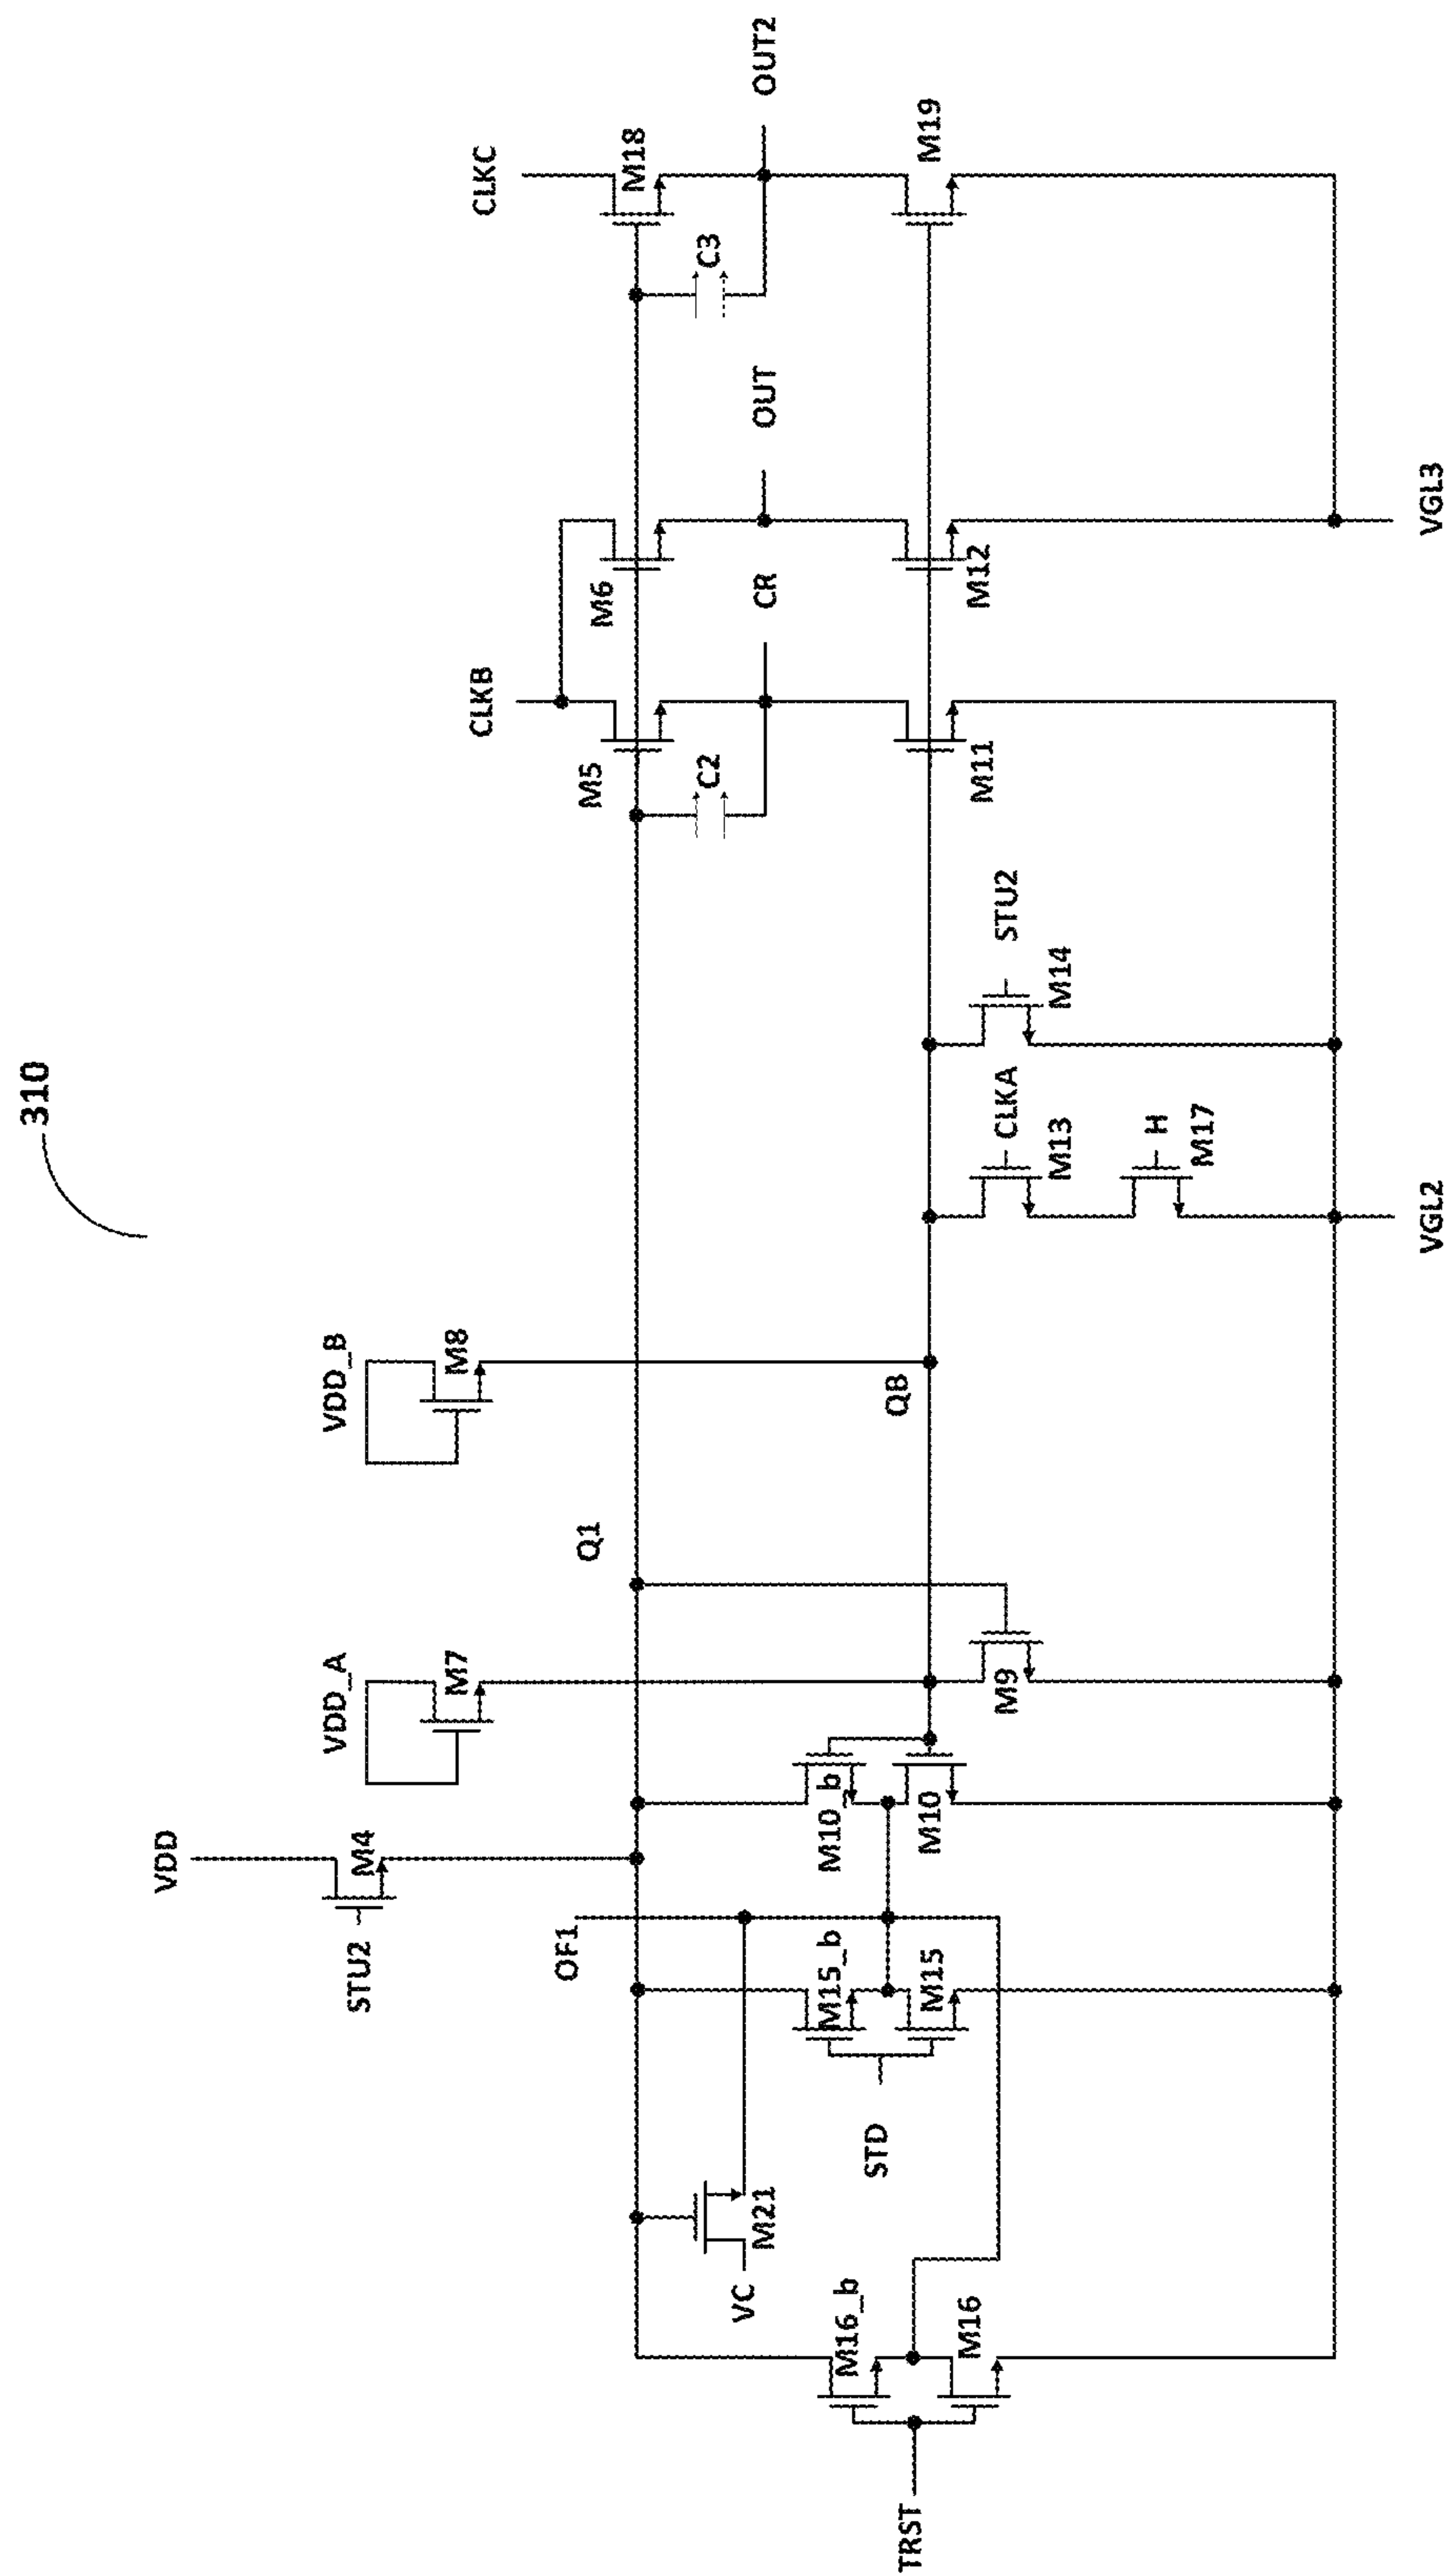 310
VDD
STU2
M4
VDD_A
M7
VDD_B
M8
CLKB
CLKC
OF1
Q1
M5
M6
M18
C2
C3
VC
M21
CR
OUT
OUT2
M16_b
M15_b
M10_b
STD
QB
M16
M15
M10
M9
CLKA
M13
STU2
M14
M11
M12
M19
TRST
H
M17
VGL2
VGL3